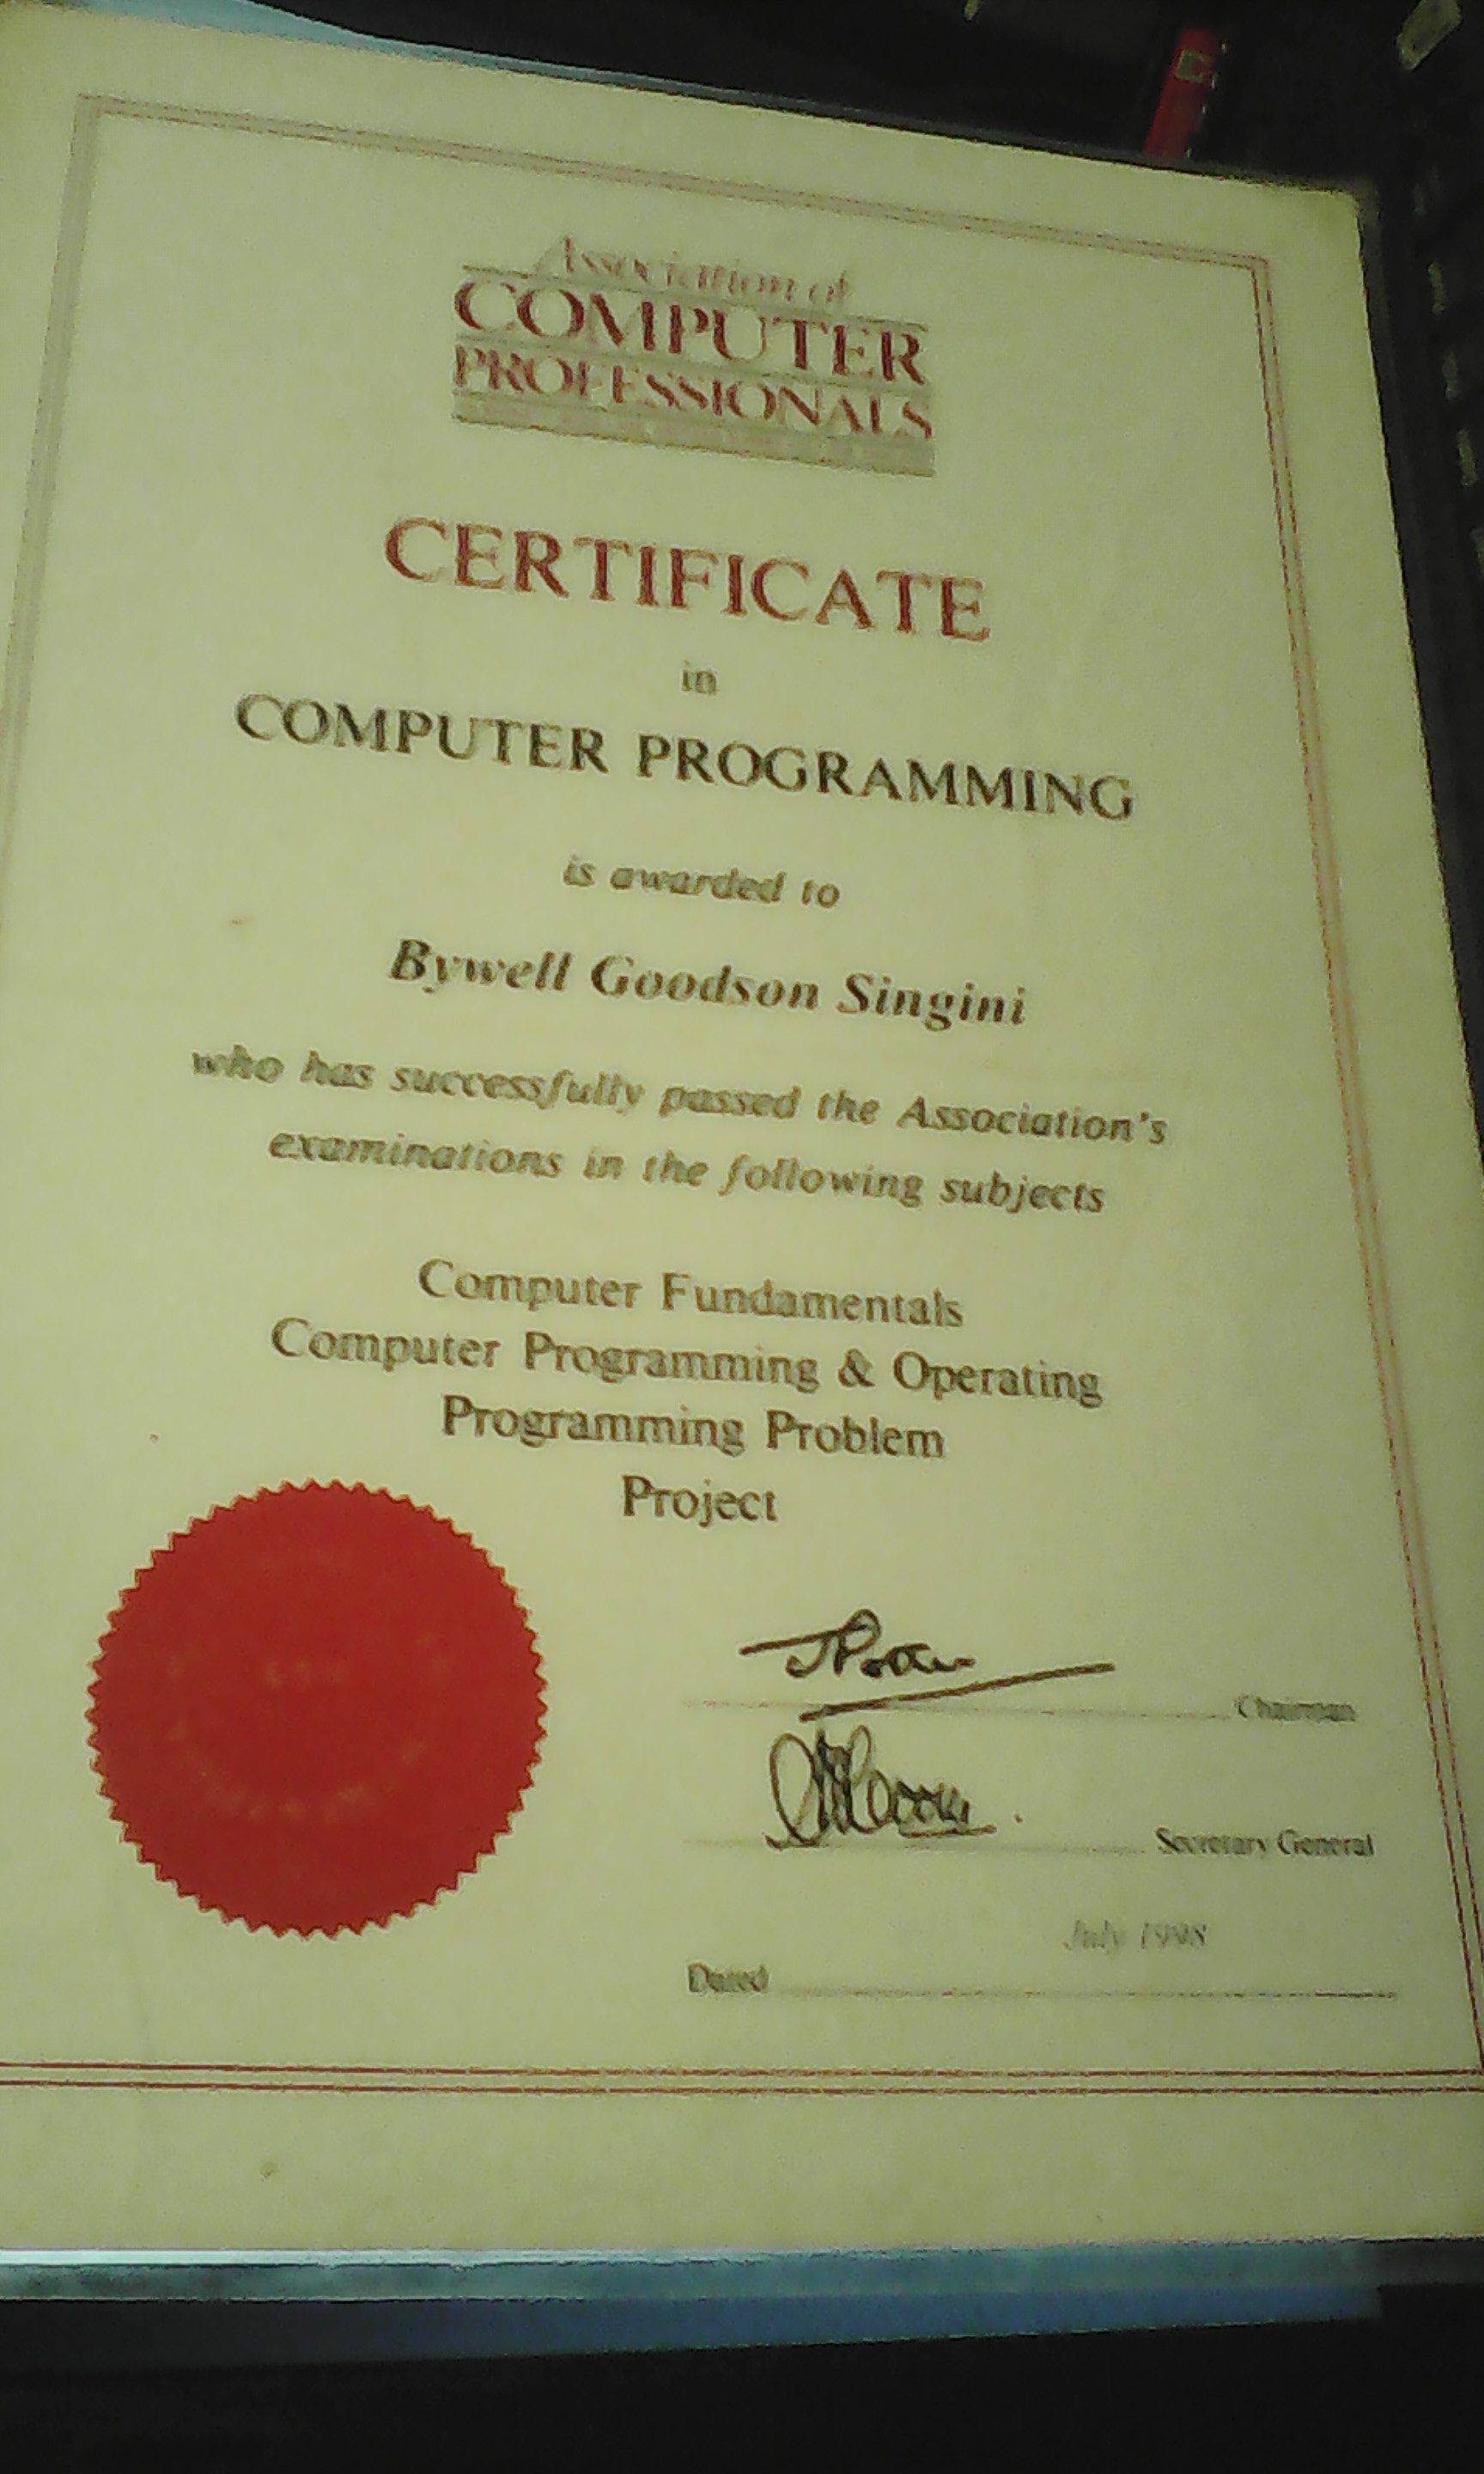 Association of
COMPUTER
PROFESSIONALS
CERTIFICATE
in
COMPUTER PROGRAMMING
is awarded to
Bywell Goodson Singini
who has successfully passed the Association's
examinations in the following subjects
Computer Fundamentals
Computer Programming & Operating
Programming Problem
Project
Chairman
Secretary General
July 1998
Dated